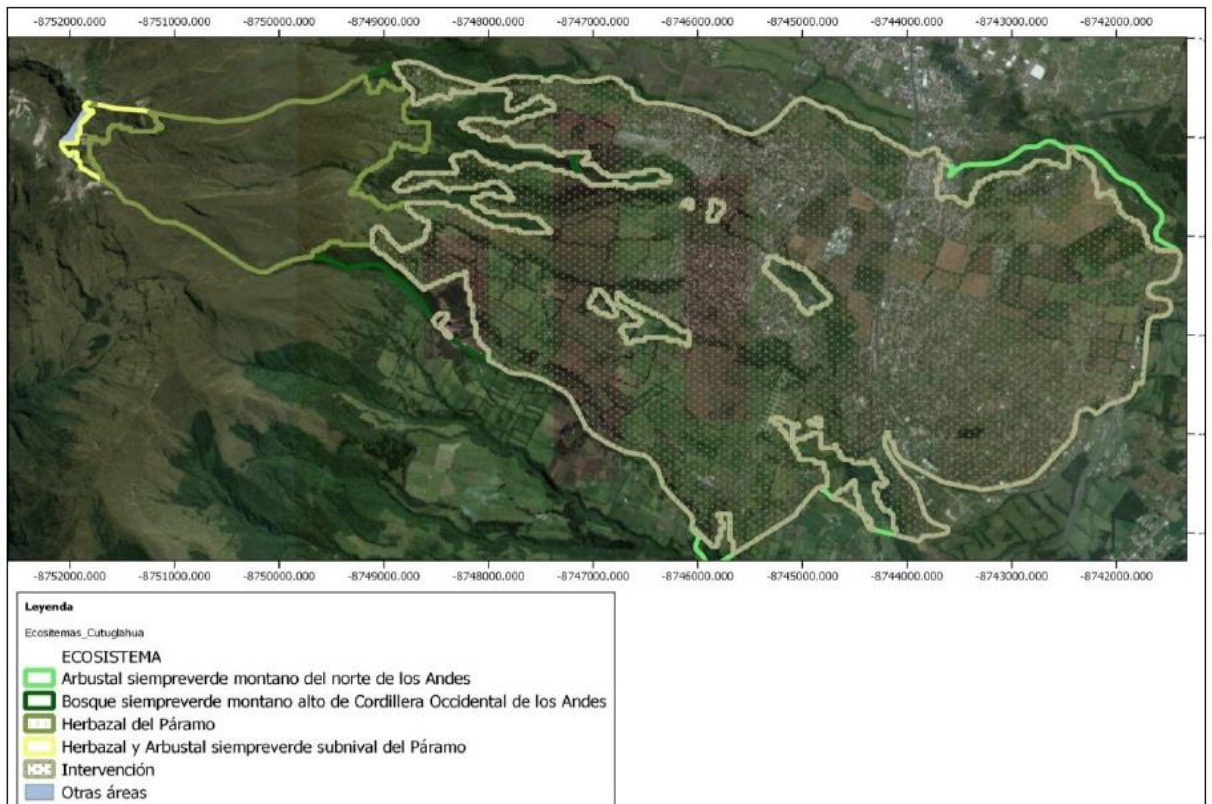 -8752000.000 -8751000.000 -8750000.000 -8749000.000 -8748000.000 -8747000.000 -8746000.000 -8745000.000 -8744000.000 -8743000.000 -8742000.000
-8752000.000 -8751000.000 -8750000.000 -8749000.000 -8748000.000 -8747000.000 -8746000.000 -8745000.000 -8744000.000 -8743000.000 -8742000.000
Leyenda
Ecositemas_Cutuglahua
ECOSISTEMA
Arbustal siempreverde montano del norte de los Andes
Bosque siempreverde montano alto de Cordillera Occidental de los Andes
Herbazal del Páramo
Herbazal y Arbustal siempreverde subnival del Páramo
Intervención
Otras áreas